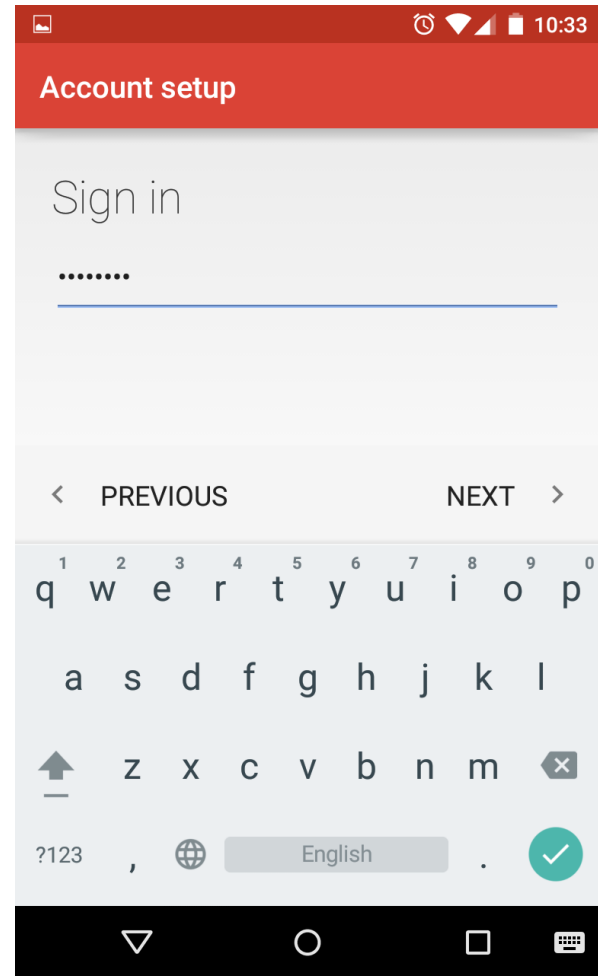 10:33
Account setup
Sign in
••••••••
PREVIOUS NEXT
1 2 3 4 5 6 7 8 9 0
q w e r t y u i o p
a s d f g h j k l
z x c v b n m
?123 , English .